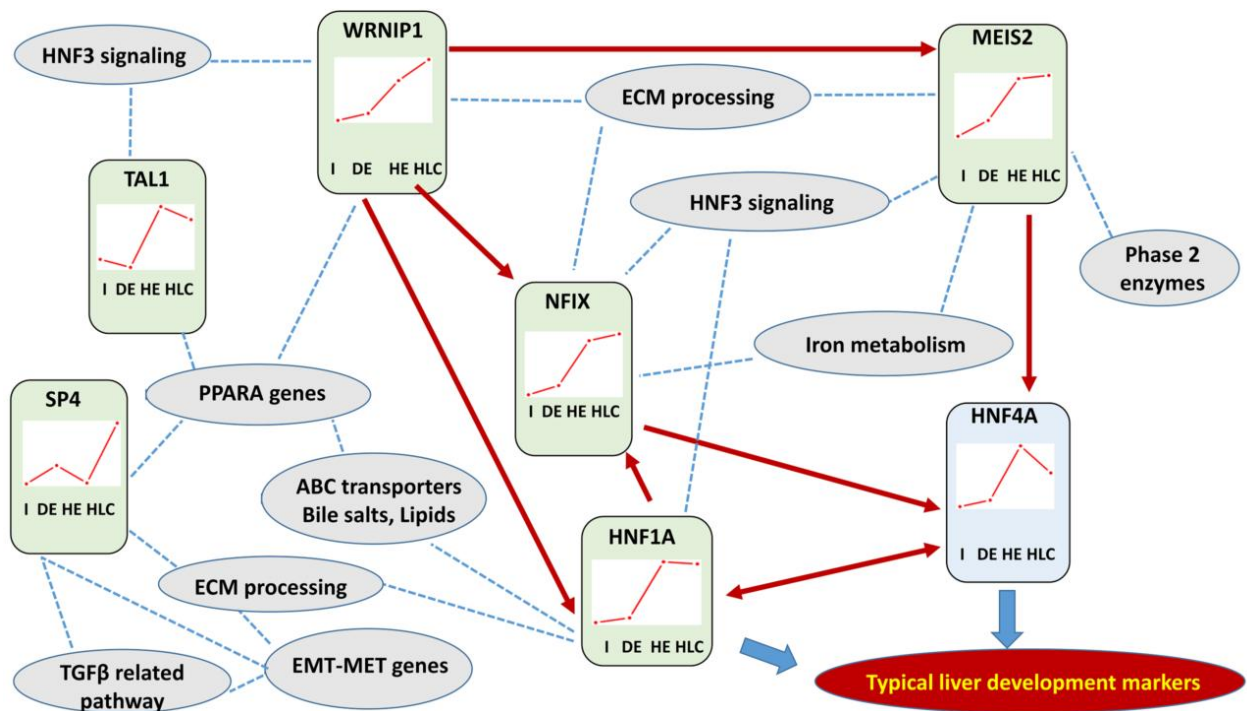 WRNIP1
I DE HE HLC
MEIS2
I DE HE HLC
HNF3 signaling
ECM processing
TAL1
I DE HE HLC
HNF3 signaling
Phase 2
enzymes
NFIX
I DE HE HLC
Iron metabolism
SP4
I DE HE HLC
PPARA genes
HNF4A
I DE HE HLC
ABC transporters
Bile salts, Lipids
HNF1A
I DE HE HLC
ECM processing
TGFβ related
pathway
EMT-MET genes
Typical liver development markers